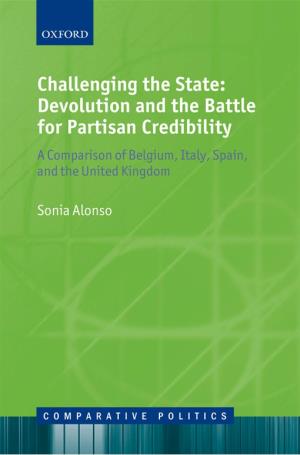 OXFORD
Challenging the State:
Devolution and the Battle
for Partisan Credibility
A Comparison of Belgium, Italy, Spain,
and the United Kingdom
Sonia Alonso
COMPARATIVE POLITICS